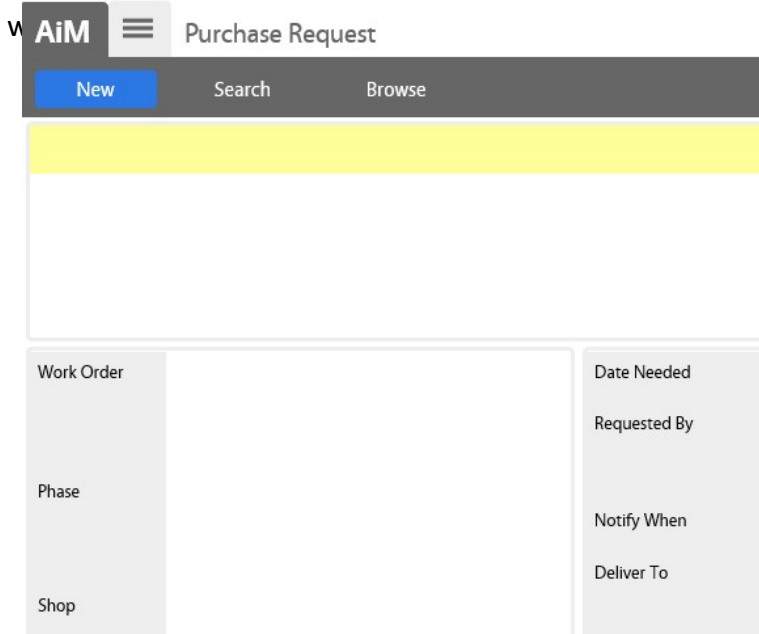 AiM Purchase Request
New Search Browse
Work Order
Phase
Shop
Date Needed
Requested By
Notify When
Deliver To